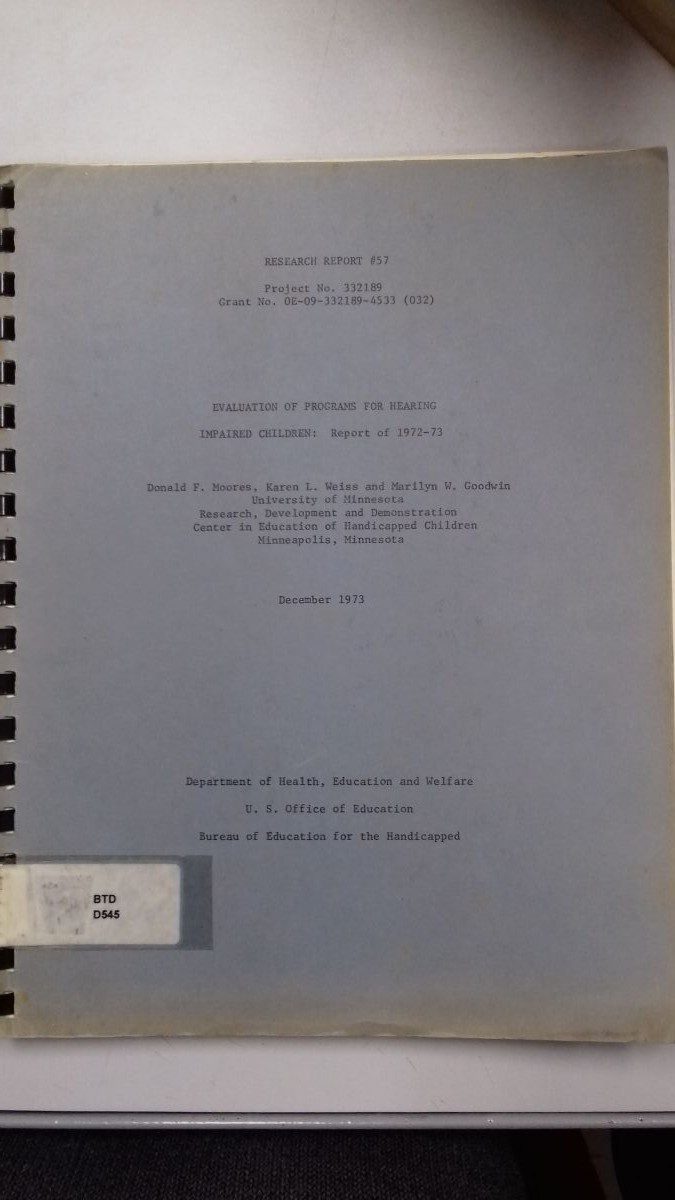 RESEARCH REPORT #57
Project No. 332189
Grant No. OE-09-332189-4533 (032)
EVALUATION OF PROGRAMS FOR HEARING
IMPAIRED CHILDREN: Report of 1972-73
Donald F. Moores, Karen L. Weiss and Marilyn W. Goodwin
University of Minnesota
Research, Development and Demonstration
Center in Education of Handicapped Children
Minneapolis, Minnesota
December 1973
Department of Health, Education and Welfare
U. S. Office of Education
Bureau of Education for the Handicapped
BTD
D545